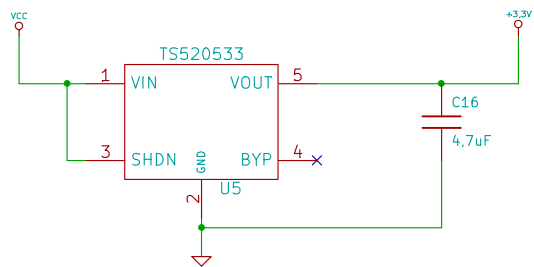 VCC
+3,3V
TS520533
1 VIN VOUT 5
C16
4,7uF
3 SHDN GND BYP 4
2 U5